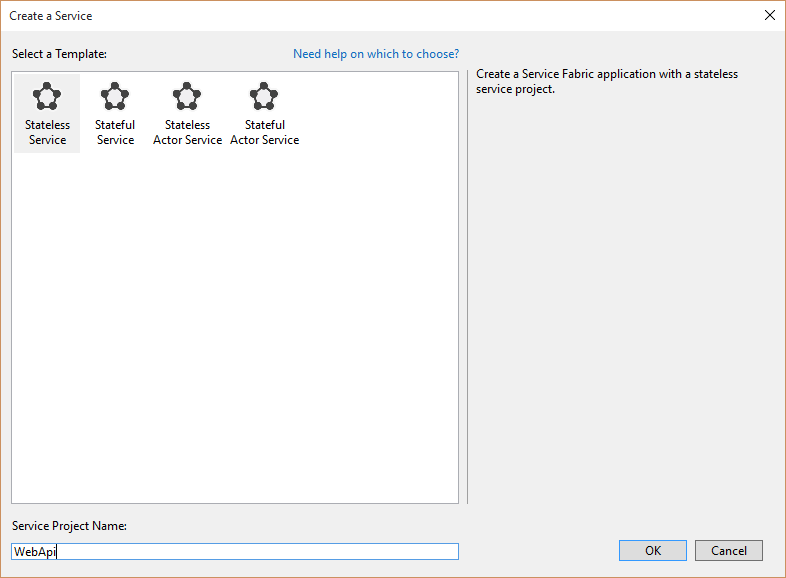 Create a Service
Select a Template:
Need help on which to choose?
Stateless
Service
Stateful
Service
Stateless
Actor Service
Stateful
Actor Service
Create a Service Fabric application with a stateless
service project.
Service Project Name:
WebApi
OK
Cancel